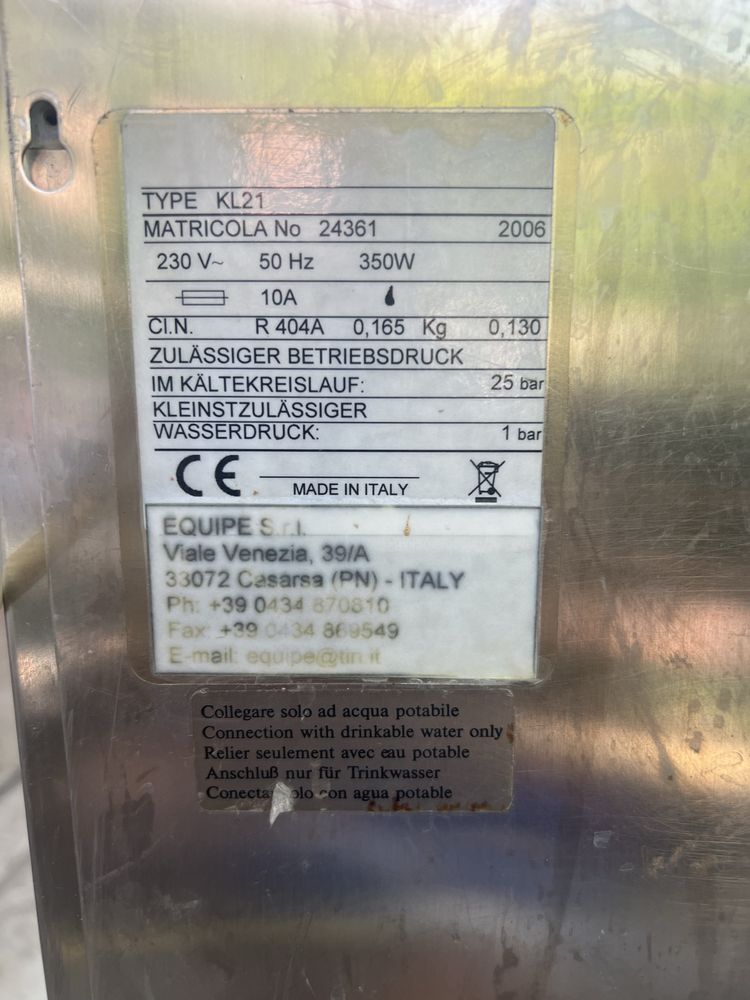 TYPE KL21
MATRICOLA No 24361 2006
230 V~ 50 Hz 350W
10A
CI.N. R 404A 0,165 Kg 0,130
ZULÄSSIGER BETRIEBSDRUCK
IM KÄLTEKREISLAUF: 25 bar
KLEINSTZULÄSSIGER
WASSERDRUCK: 1 bar
CE MADE IN ITALY
EQUIPE S.r.l.
Viale Venezia, 39/A
33072 Casarsa (PN) - ITALY
Ph: +39 0434 870810
Fax: +39 0434 869549
E-mail: equipe@tin.it
Collegare solo ad acqua potabile
Connection with drinkable water only
Relier seulement avec eau potable
Anschluß nur für Trinkwasser
con agua potable